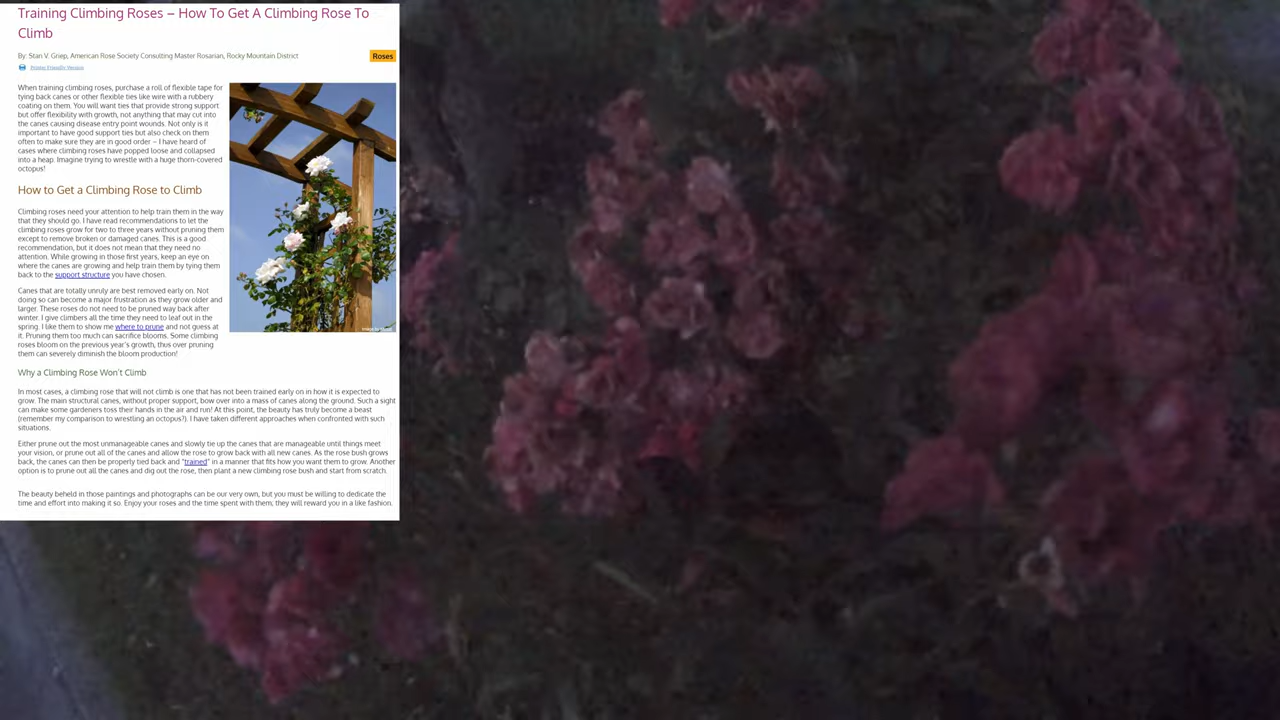 Training Climbing Roses – How To Get A Climbing Rose To
Climb
By: Stan V. Griep, American Rose Society Consulting Master Rosarian, Rocky Mountain District
Roses
Printer Friendly Version
When training climbing roses, purchase a roll of flexible tape for
tying back canes or other flexible ties like wire with a rubbery
coating on them. You will want ties that provide strong support
but offer flexibility with growth, not anything that may cut into
the canes causing disease entry point wounds. Not only is it
important to have good support ties but also check on them
often to make sure they are in good order – I have heard of
cases where climbing roses have popped loose and collapsed
into a heap. Imagine trying to wrestle with a huge thorn-covered
octopus!
How to Get a Climbing Rose to Climb
Climbing roses need your attention to help train them in the way
that they should go. I have read recommendations to let the
climbing roses grow for two to three years without pruning them
except to remove broken or damaged canes. This is a good
recommendation, but it does not mean that they need no
attention. While growing in those first years, keep an eye on
where the canes are growing and help train them by tying them
back to the support structure you have chosen.
Canes that are totally unruly are best removed early on. Not
doing so can become a major frustration as they grow older and
larger. These roses do not need to be pruned way back after
winter. I give climbers all the time they need to leaf out in the
spring. I like them to show me where to prune and not guess at
it. Pruning them too much can sacrifice blooms. Some climbing
roses bloom on the previous year's growth, thus over pruning
them can severely diminish the bloom production!
Why a Climbing Rose Won't Climb
In most cases, a climbing rose that will not climb is one that has not been trained early on in how it is expected to
grow. The main structural canes, without proper support, bow over into a mass of canes along the ground. Such a sight
can make some gardeners toss their hands in the air and run! At this point, the beauty has truly become a beast
(remember my comparison to wrestling an octopus?). I have taken different approaches when confronted with such
situations.
Either prune out the most unmanageable canes and slowly tie up the canes that are manageable until things meet
your vision, or prune out all of the canes and allow the rose to grow back with all new canes. As the rose bush grows
back, the canes can then be properly tied back and "trained" in a manner that fits how you want them to grow. Another
option is to prune out all the canes and dig out the rose, then plant a new climbing rose bush and start from scratch.
The beauty beheld in those paintings and photographs can be our very own, but you must be willing to dedicate the
time and effort into making it so. Enjoy your roses and the time spent with them; they will reward you in a like fashion.